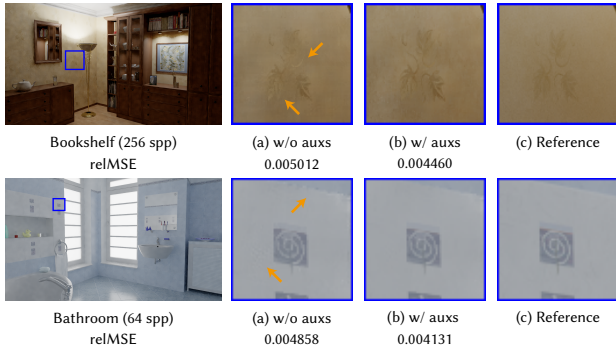 Bookshelf (256 spp) (a) w/o auxs (b) w/ auxs (c) Reference
relMSE 0.005012 0.004460
Bathroom (64 spp) (a) w/o auxs (b) w/ auxs (c) Reference
relMSE 0.004858 0.004131